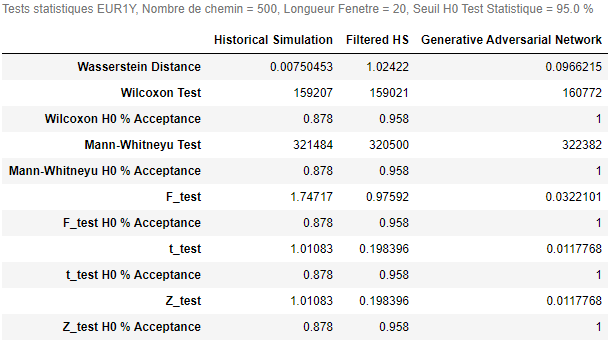 Tests statistiques EUR1Y, Nombre de chemin = 500, Longueur Fenetre = 20, Seuil H0 Test Statistique = 95.0 %
Historical Simulation Filtered HS Generative Adversarial Network
Wasserstein Distance 0.00750453 1.02422 0.0966215
Wilcoxon Test 159207 159021 160772
Wilcoxon H0 % Acceptance 0.878 0.958 1
Mann-Whitneyu Test 321484 320500 322382
Mann-Whitneyu H0 % Acceptance 0.878 0.958 1
F_test 1.74717 0.97592 0.0322101
F_test H0 % Acceptance 0.878 0.958 1
t_test 1.01083 0.198396 0.0117768
t_test H0 % Acceptance 0.878 0.958 1
Z_test 1.01083 0.198396 0.0117768
Z_test H0 % Acceptance 0.878 0.958 1